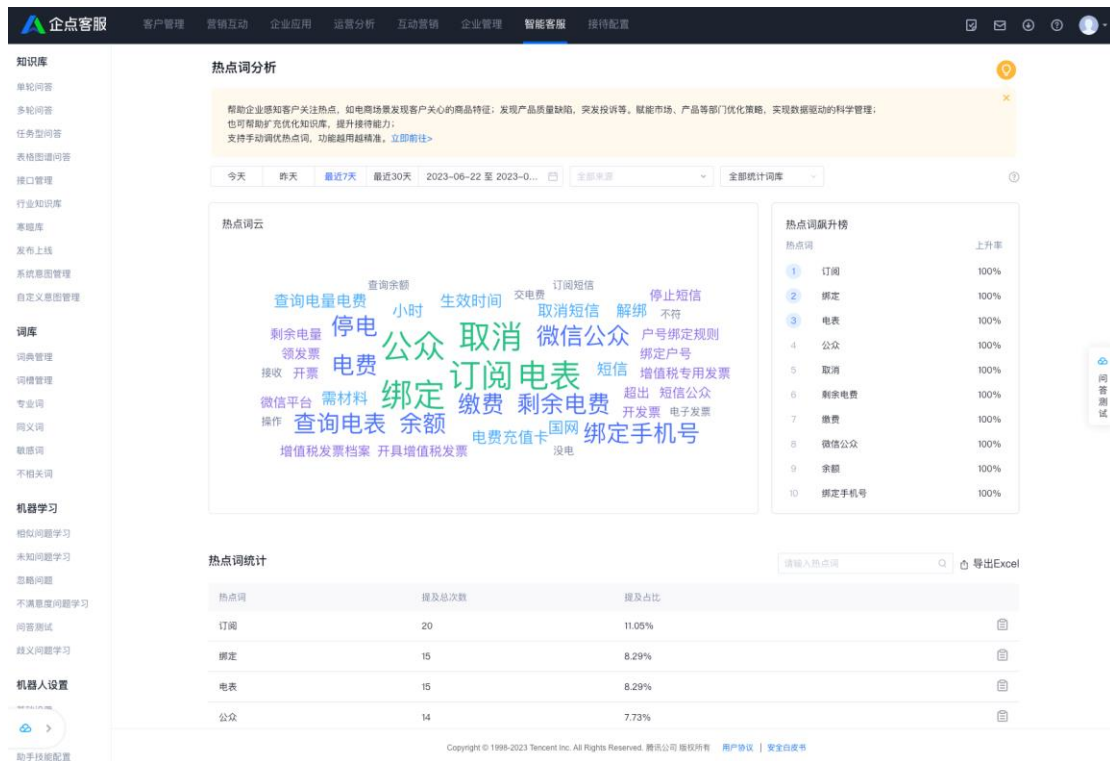 企点客服
客户管理 营销互动 企业应用 运营分析 互动营销 企业管理 智能客服 接待配置
知识库
单轮问答
多轮问答
任务型问答
表格图谱问答
接口管理
行业知识库
寒暄库
发布上线
系统意图管理
自定义意图管理
词库
词典管理
词槽管理
专业词
同义词
敏感词
不相关词
机器学习
相似问题学习
未知问题学习
忽略问题
不满意度问题学习
问答测试
歧义问题学习
机器人设置
助手技能配置
热点词分析
帮助企业感知客户关注热点，如电商场景发现客户关心的商品特征；发现产品质量缺陷，突发投诉等。赋能市场、产品等部门优化策略，实现数据驱动的科学管理；
也可帮助扩充优化知识库，提升接待能力；
支持手动调优热点词，功能越用越精准。立即前往>
今天 昨天 最近7天 最近30天 2023-06-22 至 2023-0... 全部来源 全部统计词库
热点词云
查询余额 订阅短信
查询电量电费 小时 生效时间 交电费 取消短信 解绑 停止短信 不符
剩余电量 停电 公众 取消 微信公众 户号绑定规则
领发票 电费 绑定户号
接收 开票 订阅 电表 短信 增值税专用发票
微信平台 需材料 绑定 缴费 剩余电费 超出 短信公众
操作 查询电表 余额 开发票 电子发票
电费充值卡 国网 绑定手机号
增值税发票档案 开具增值税发票 没电
热点词飙升榜
热点词 上升率
1 订阅 100%
2 绑定 100%
3 电表 100%
4 公众 100%
5 取消 100%
6 剩余电费 100%
7 缴费 100%
8 微信公众 100%
9 余额 100%
10 绑定手机号 100%
问答测试
热点词统计
请输入热点词 导出Excel
热点词 提及总次数 提及占比
订阅 20 11.05%
绑定 15 8.29%
电表 15 8.29%
公众 14 7.73%
Copyright © 1998-2023 Tencent Inc. All Rights Reserved. 腾讯公司 版权所有 用户协议 | 安全白皮书